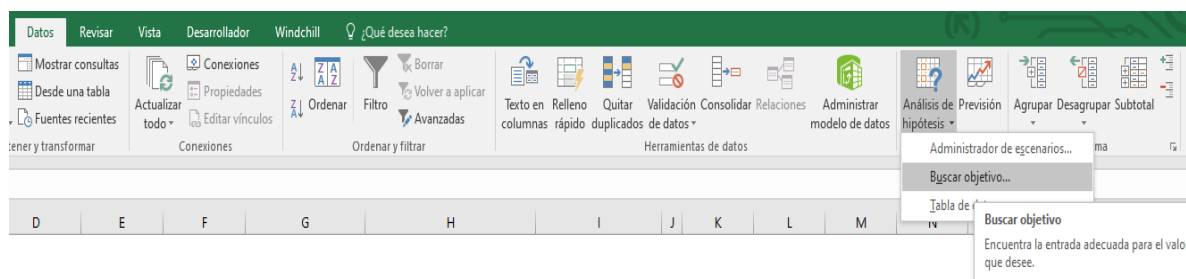 Datos Revisar Vista Desarrollador Windchill ¿Qué desea hacer?
Mostrar consultas
Desde una tabla
Fuentes recientes
Actualizar
todo
Conexiones
Propiedades
Editar vínculos
Conexiones
Ordenar
Filtro
Borrar
Volver a aplicar
Avanzadas
Ordenar y filtrar
Texto en
columnas
Relleno
rápido
Quitar
duplicados
Validación
de datos
Consolidar
Relaciones
Administrar
modelo de datos
Herramientas de datos
Análisis de
hipótesis
Previsión
Agrupar
Desagrupar
Subtotal
Administrador de escenarios...
Buscar objetivo...
Tabla de
Buscar objetivo
Encuentra la entrada adecuada para el valo
que desee.
D E F G H I J K L M N